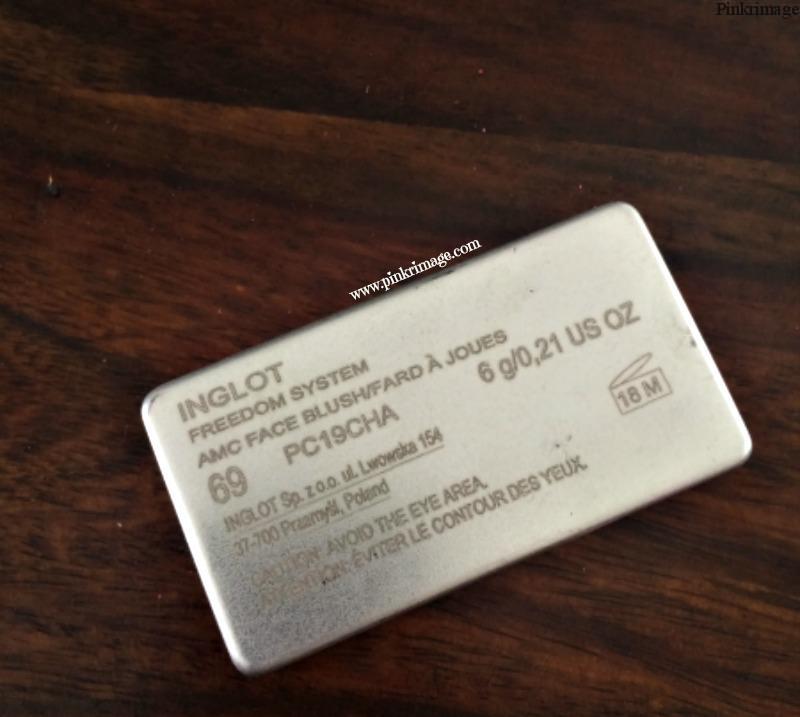 Pinkrimage
www.pinkrimage.com
INGLOT
FREEDOM SYSTEM
AMC FACE BLUSH/FARD À JOUES
6 g/0,21 US OZ
69 PC19CHA
18 M
INGLOT Sp. z o.o. ul. Lwowska 154
37-700 Przemyśl, Poland
CAUTION: AVOID THE EYE AREA.
ATTENTION: ÉVITER LE CONTOUR DES YEUX.